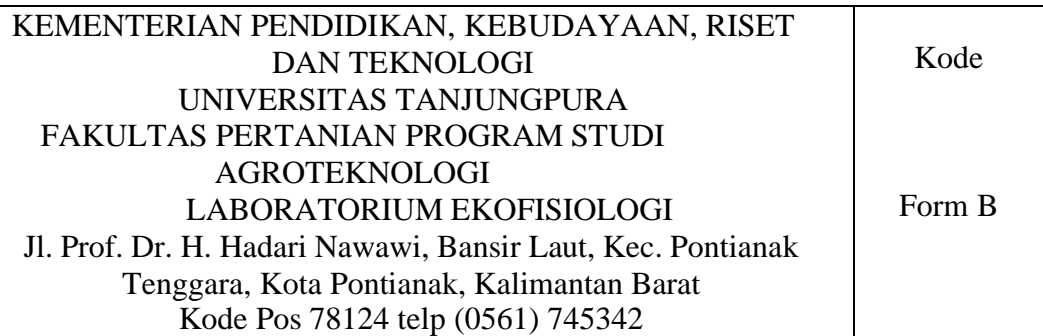 KEMENTERIAN PENDIDIKAN, KEBUDAYAAN, RISET
DAN TEKNOLOGI
UNIVERSITAS TANJUNGPURA
FAKULTAS PERTANIAN PROGRAM STUDI
AGROTEKNOLOGI
LABORATORIUM EKOFISIOLOGI
Jl. Prof. Dr. H. Hadari Nawawi, Bansir Laut, Kec. Pontianak
Tenggara, Kota Pontianak, Kalimantan Barat
Kode Pos 78124 telp (0561) 745342
Kode
Form B